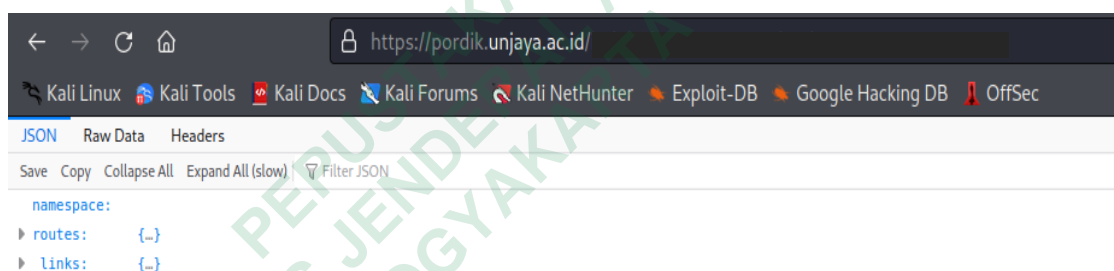 https://pordik.unjaya.ac.id/
Kali Linux Kali Tools Kali Docs Kali Forums Kali NetHunter Exploit-DB Google Hacking DB OffSec
JSON Raw Data Headers
Save Copy Collapse All Expand All (slow) Filter JSON
namespace:
routes: {…}
links: {…}